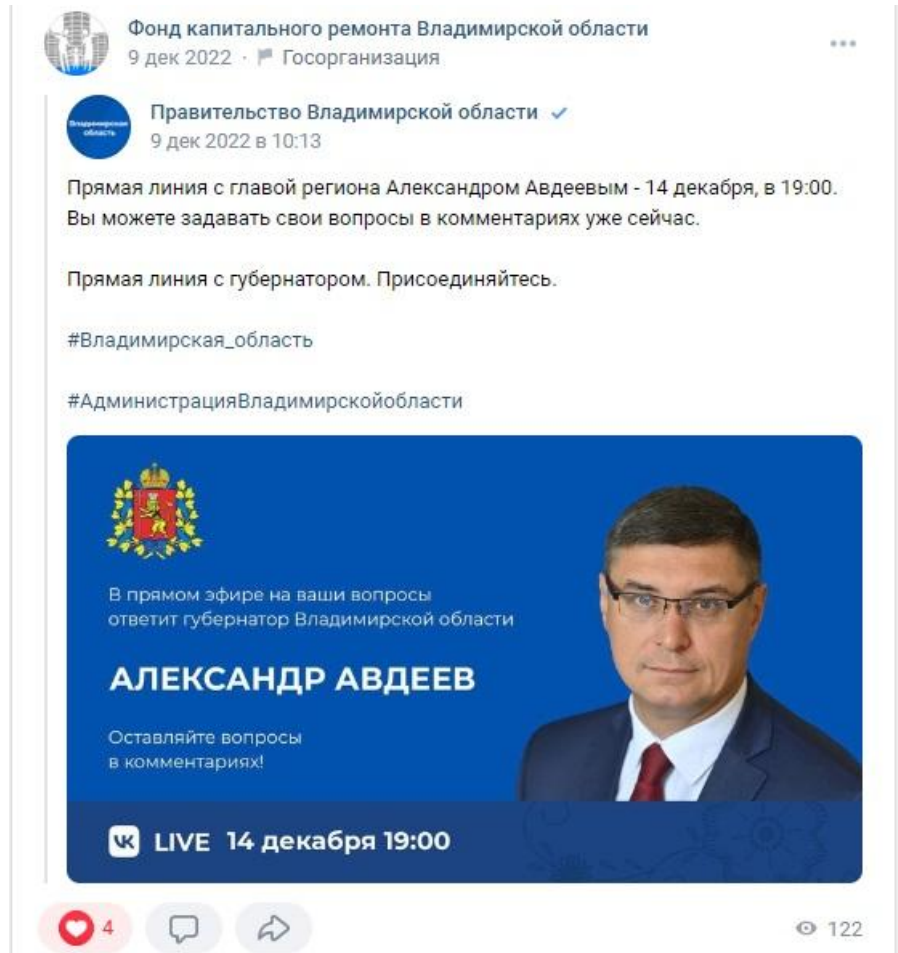 Фонд капитального ремонта Владимирской области
9 дек 2022 · Госорганизация
Владимирская
область
Правительство Владимирской области
9 дек 2022 в 10:13
Прямая линия с главой региона Александром Авдеевым - 14 декабря, в 19:00.
Вы можете задавать свои вопросы в комментариях уже сейчас.
Прямая линия с губернатором. Присоединяйтесь.
#Владимирская_область
#АдминистрацияВладимирскойобласти
В прямом эфире на ваши вопросы
ответит губернатор Владимирской области
АЛЕКСАНДР АВДЕЕВ
Оставляйте вопросы
в комментариях!
LIVE 14 декабря 19:00
4
122